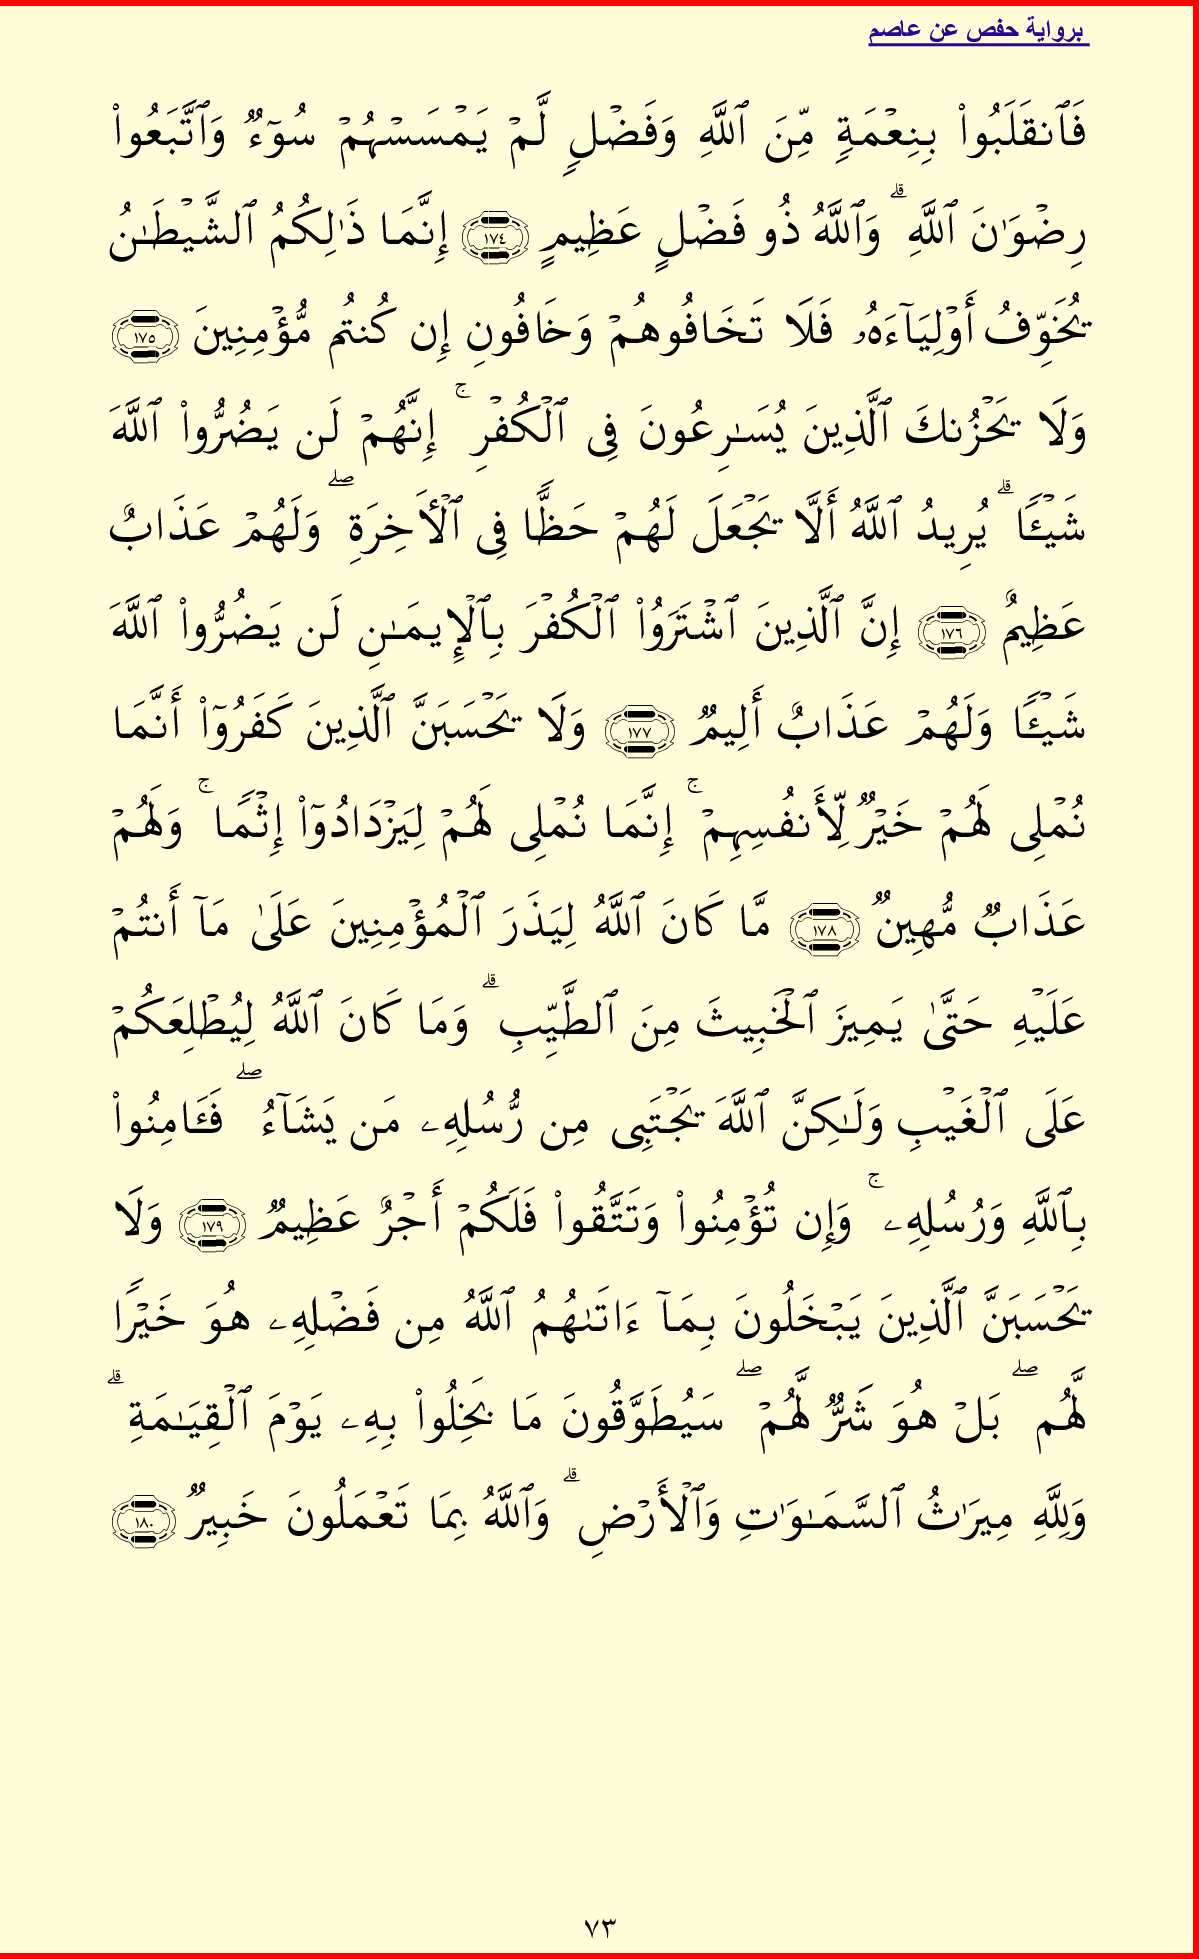 برواية حفص عن عاصم
فَٱنقَلَبُوا۟ بِنِعْمَةٍۢ مِّنَ ٱللَّهِ وَفَضْلٍۢ لَّمْ يَمْسَسْهُمْ سُوٓءٌۭ وَٱتَّبَعُوا۟
رِضْوَٰنَ ٱللَّهِ ۗ وَٱللَّهُ ذُو فَضْلٍ عَظِيمٍ ١٧٤ إِنَّمَا ذَٰلِكُمُ ٱلشَّيْطَـٰنُ
يُخَوِّفُ أَوْلِيَآءَهُۥ فَلَا تَخَافُوهُمْ وَخَافُونِ إِن كُنتُم مُّؤْمِنِينَ ١٧٥
وَلَا يَحْزُنكَ ٱلَّذِينَ يُسَـٰرِعُونَ فِى ٱلْكُفْرِ ۚ إِنَّهُمْ لَن يَضُرُّوا۟ ٱللَّهَ
شَيْـًۭٔا ۗ يُرِيدُ ٱللَّهُ أَلَّا يَجْعَلَ لَهُمْ حَظًّۭا فِى ٱلْـَٔاخِرَةِ ۖ وَلَهُمْ عَذَابٌ
عَظِيمٌ ١٧٦ إِنَّ ٱلَّذِينَ ٱشْتَرَوُا۟ ٱلْكُفْرَ بِٱلْإِيمَـٰنِ لَن يَضُرُّوا۟ ٱللَّهَ
شَيْـًۭٔا وَلَهُمْ عَذَابٌ أَلِيمٌۭ ١٧٧ وَلَا يَحْسَبَنَّ ٱلَّذِينَ كَفَرُوٓا۟ أَنَّمَا
نُمْلِى لَهُمْ خَيْرٌۭ لِّأَنفُسِهِمْ ۚ إِنَّمَا نُمْلِى لَهُمْ لِيَزْدَادُوٓا۟ إِثْمًۭا ۚ وَلَهُمْ
عَذَابٌۭ مُّهِينٌۭ ١٧٨ مَّا كَانَ ٱللَّهُ لِيَذَرَ ٱلْمُؤْمِنِينَ عَلَىٰ مَآ أَنتُمْ
عَلَيْهِ حَتَّىٰ يَمِيزَ ٱلْخَبِيثَ مِنَ ٱلطَّيِّبِ ۗ وَمَا كَانَ ٱللَّهُ لِيُطْلِعَكُمْ
عَلَى ٱلْغَيْبِ وَلَـٰكِنَّ ٱللَّهَ يَجْتَبِى مِن رُّسُلِهِۦ مَن يَشَآءُ ۖ فَـَٔامِنُوا۟
بِٱللَّهِ وَرُسُلِهِۦ ۚ وَإِن تُؤْمِنُوا۟ وَتَتَّقُوا۟ فَلَكُمْ أَجْرٌ عَظِيمٌۭ ١٧٩ وَلَا
يَحْسَبَنَّ ٱلَّذِينَ يَبْخَلُونَ بِمَآ ءَاتَىٰهُمُ ٱللَّهُ مِن فَضْلِهِۦ هُوَ خَيْرًۭا
لَّهُم ۖ بَلْ هُوَ شَرٌّۭ لَّهُمْ ۖ سَيُطَوَّقُونَ مَا بَخِلُوا۟ بِهِۦ يَوْمَ ٱلْقِيَـٰمَةِ ۗ
وَلِلَّهِ مِيرَٰثُ ٱلسَّمَـٰوَٰتِ وَٱلْأَرْضِ ۗ وَٱللَّهُ بِمَا تَعْمَلُونَ خَبِيرٌۭ ١٨٠
٧٣